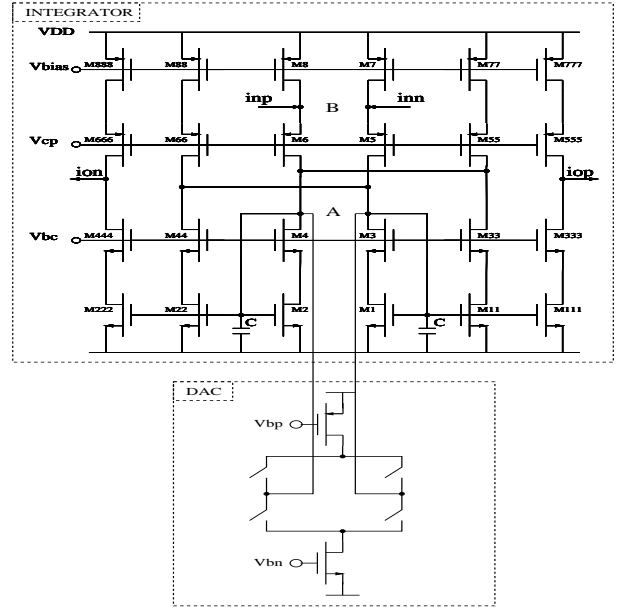 INTEGRATOR
VDD
Vbias M888 M88 M8 M7 M77 M777
inp B inn
Vcp M666 M66 M6 M5 M55 M555
ion iop
A
Vbc M444 M44 M4 M3 M33 M333
M222 M22 C M2 M1 C M11 M111
DAC
Vbp
Vbn